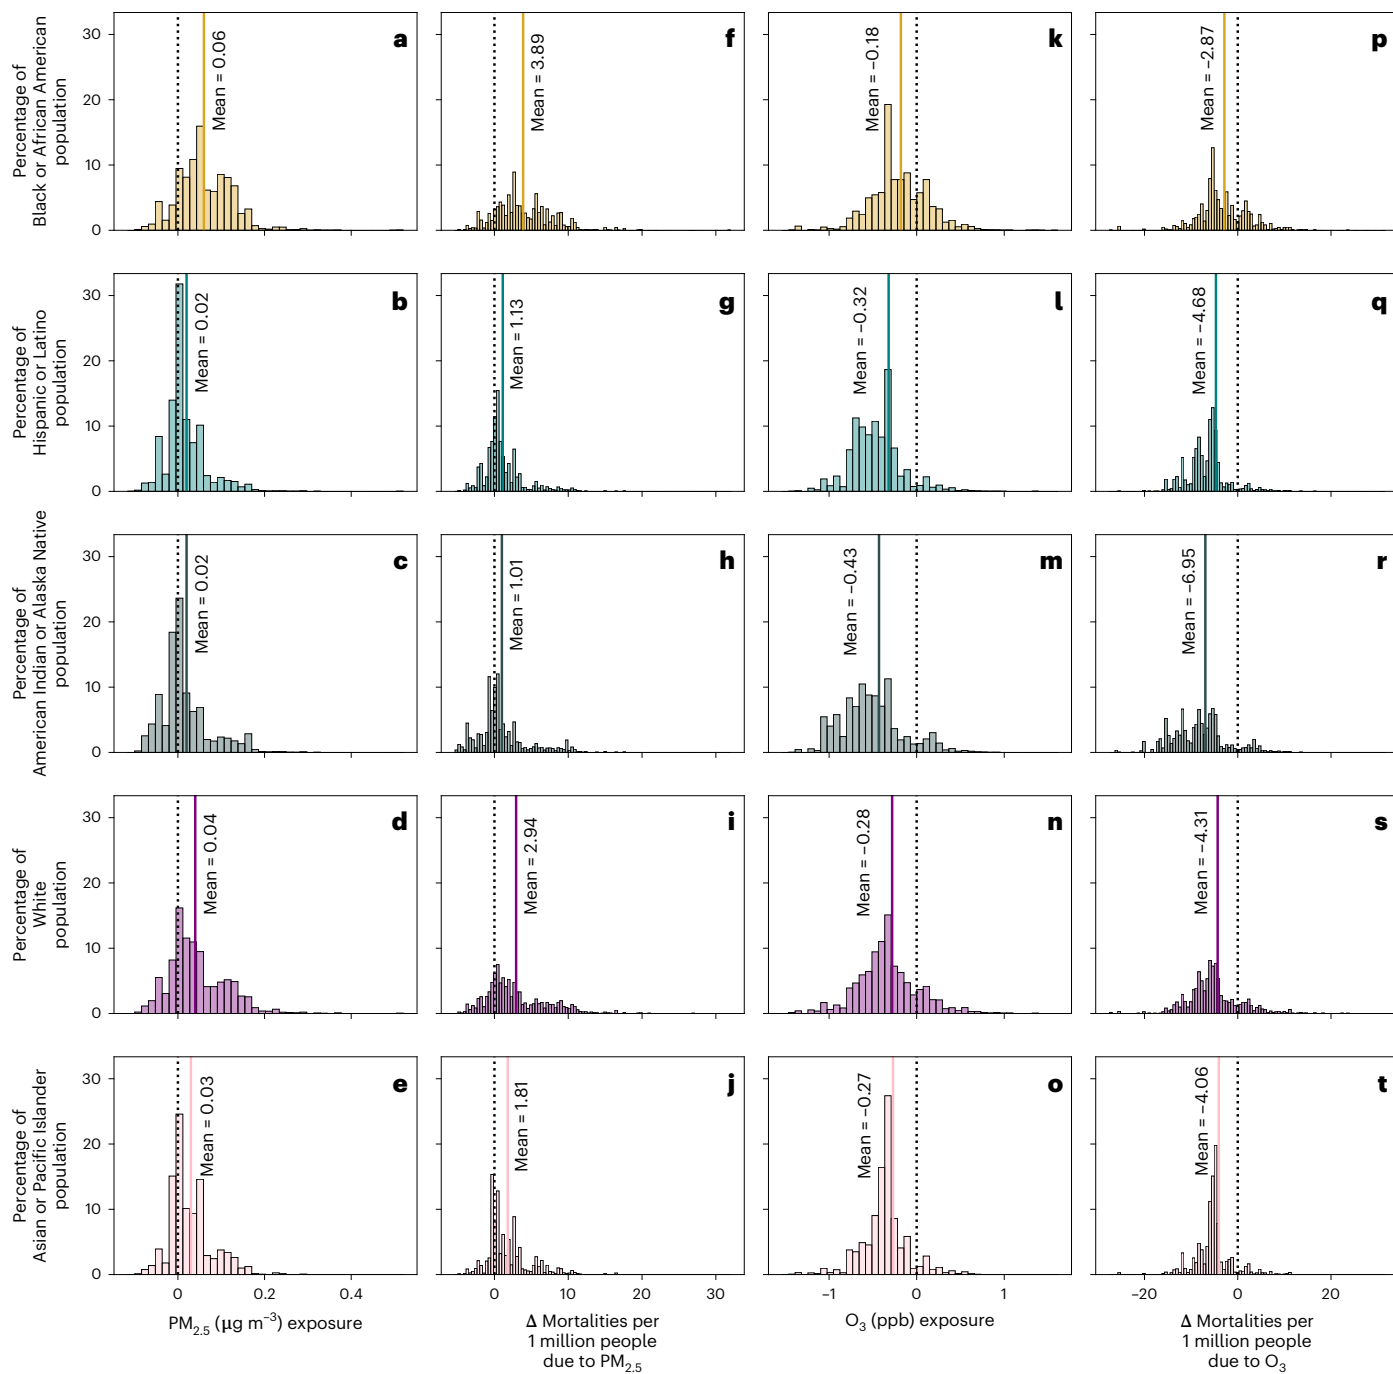 Percentage of
Black or African American
population
30
20
10
0
a
Mean = 0.06
f
Mean = 3.89
k
Mean = −0.18
p
Mean = −2.87
Percentage of
Hispanic or Latino
population
30
20
10
0
b
Mean = 0.02
g
Mean = 1.13
l
Mean = −0.32
q
Mean = −4.68
Percentage of
American Indian or Alaska Native
population
30
20
10
0
c
Mean = 0.02
h
Mean = 1.01
m
Mean = −0.43
r
Mean = −6.95
Percentage of
White
population
30
20
10
0
d
Mean = 0.04
i
Mean = 2.94
n
Mean = −0.28
s
Mean = −4.31
Percentage of
Asian or Pacific Islander
population
30
20
10
0
e
Mean = 0.03
j
Mean = 1.81
o
Mean = −0.27
t
Mean = −4.06
0 0.2 0.4
PM2.5 (μg m−3) exposure
0 10 20 30
Δ Mortalities per
1 million people
due to PM2.5
−1 0 1
O3 (ppb) exposure
−20 0 20
Δ Mortalities per
1 million people
due to O3